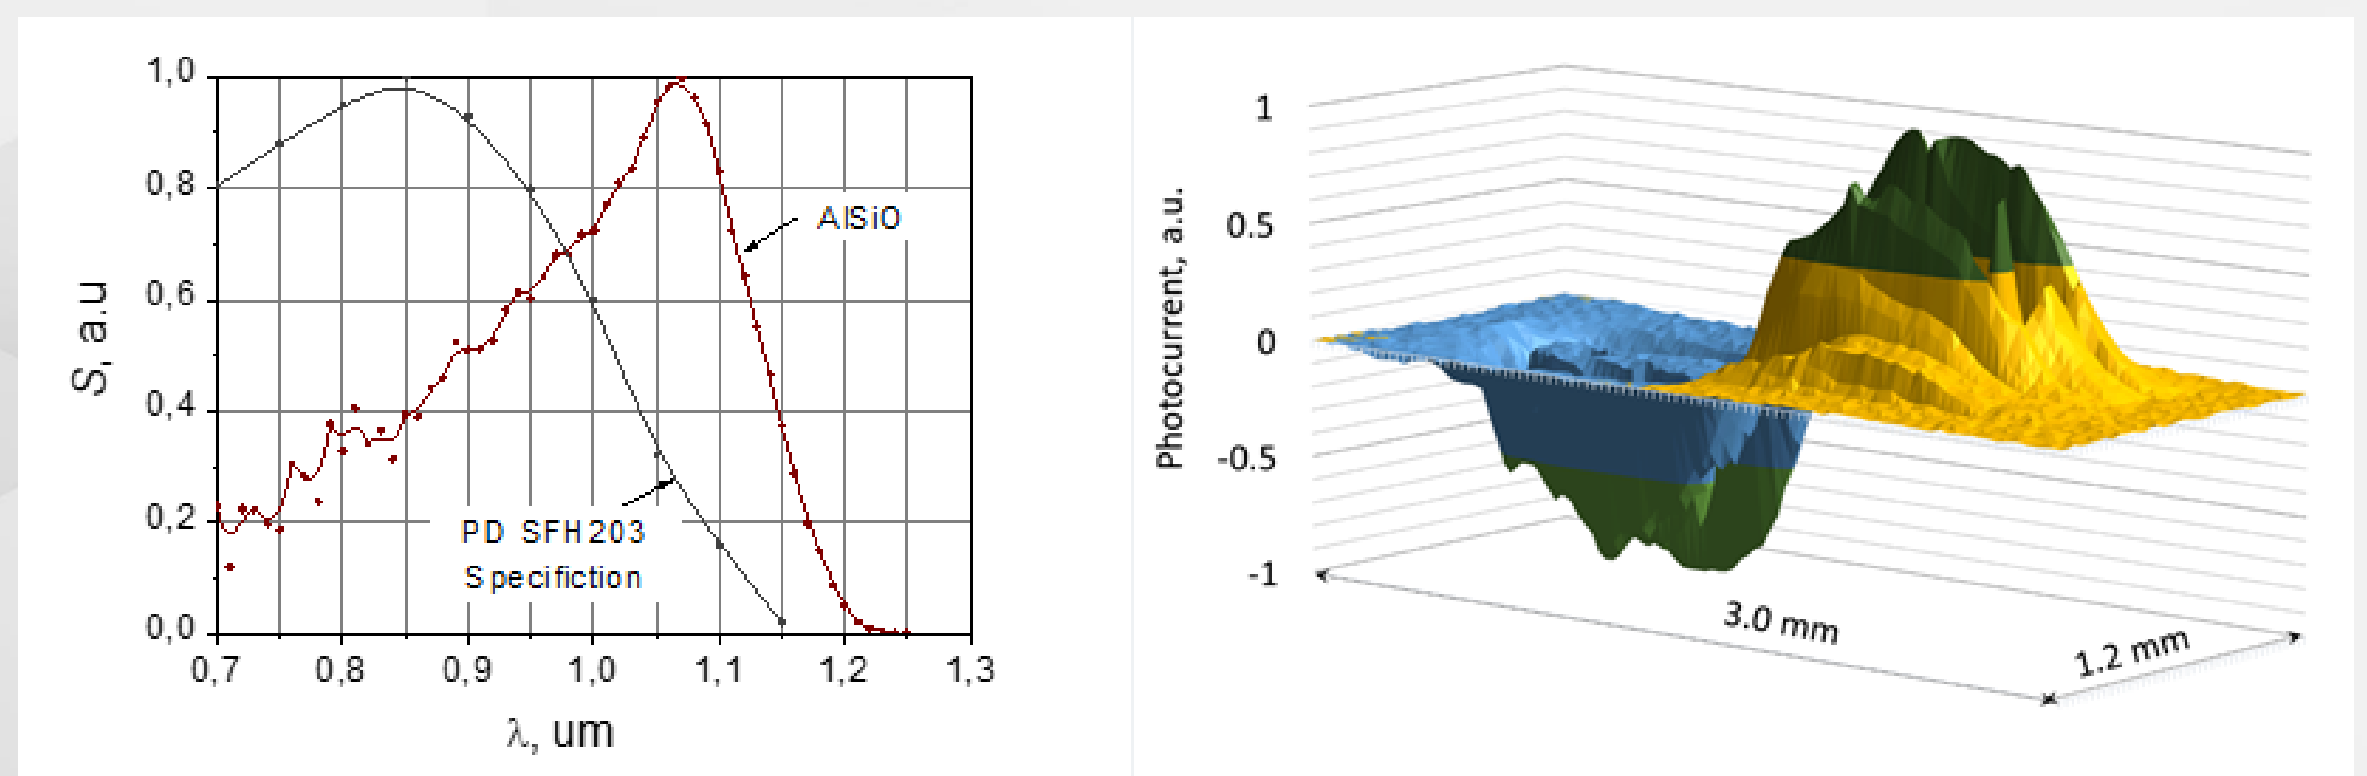 1,0
0,8
0,6
0,4
0,2
0,0
S, a.u
AlSiO
PD SFH203
Specifiction
0,7 0,8 0,9 1,0 1,1 1,2 1,3
λ, um
1
0.5
0
-0.5
-1
Photocurrent, a.u.
3.0 mm
1.2 mm